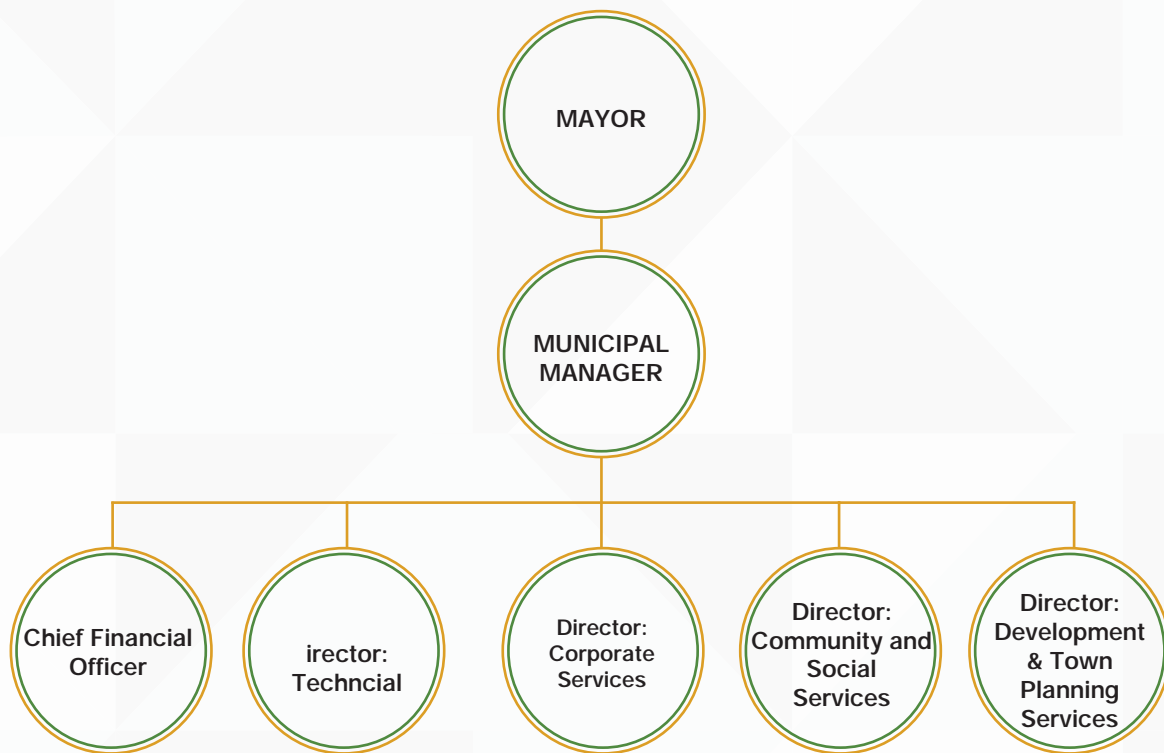 MAYOR
MUNICIPAL
MANAGER
Chief Financial
Officer
irector:
Techncial
Director:
Corporate
Services
Director:
Community and
Social
Services
Director:
Development
& Town
Planning
Services